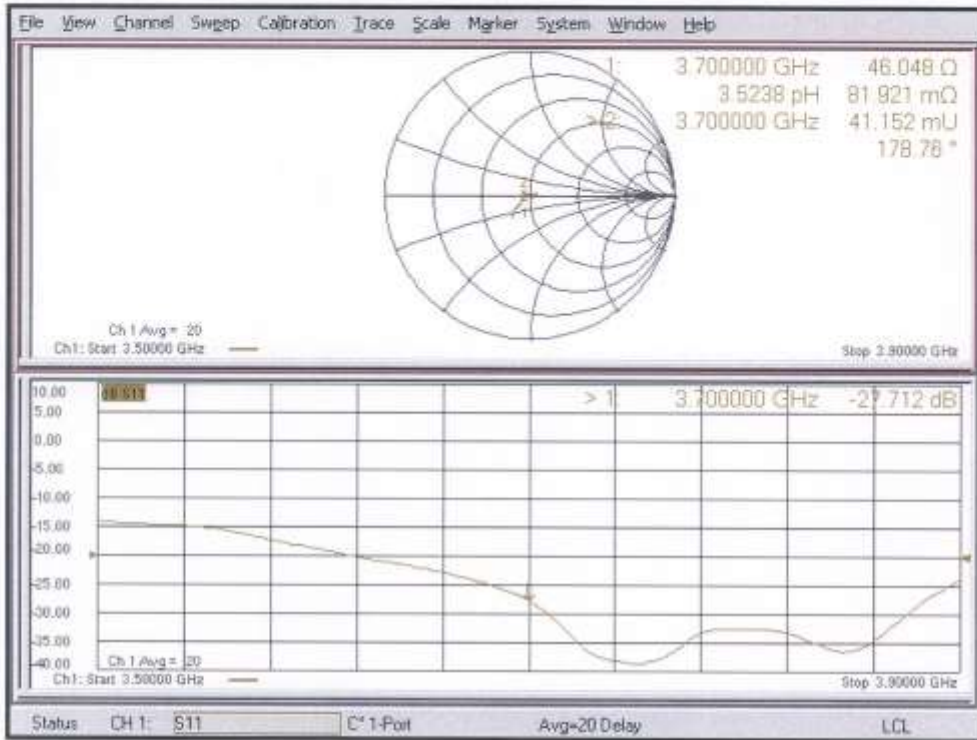 File View Channel Sweep Calibration Trace Scale Marker System Window Help
1: 3.700000 GHz 46.048 Ω
3.5238 pH 81.921 mΩ
> 2: 3.700000 GHz 41.152 mU
178.76 °
Ch 1 Avg = 20
Ch1: Start 3.50000 GHz Stop 3.90000 GHz
10.00 dB S11 > 1: 3.700000 GHz -27.712 dB
5.00
0.00
-5.00
-10.00
-15.00
-20.00
-25.00
-30.00
-35.00
-40.00
Ch 1 Avg = 20
Ch1: Start 3.50000 GHz Stop 3.90000 GHz
Status CH 1: S11 C* 1-Port Avg=20 Delay LCL